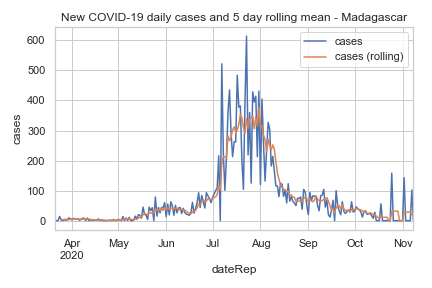 New COVID-19 daily cases and 5 day rolling mean - Madagascar
cases
cases (rolling)
600
500
400
300
200
100
0
cases
Apr
2020
May
Jun
Jul
Aug
Sep
Oct
Nov
dateRep